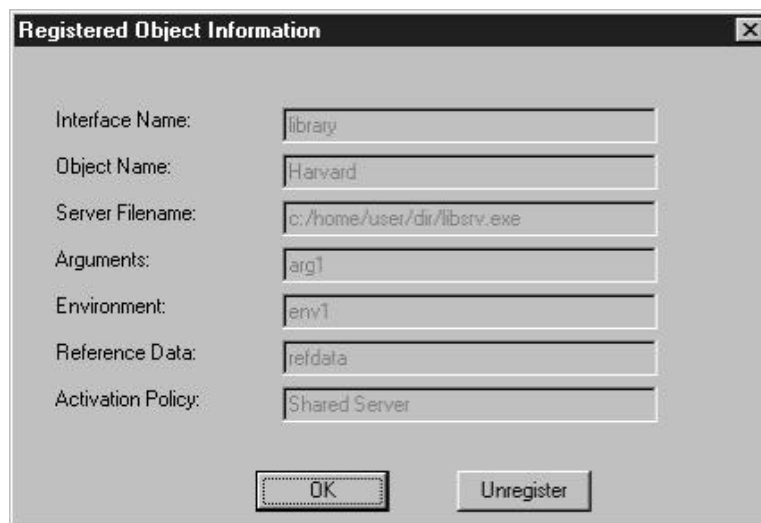 Registered Object Information
Interface Name: library
Object Name: Harvard
Server Filename: c:/home/user/dir/libsrv.exe
Arguments: arg1
Environment: env1
Reference Data: refdata
Activation Policy: Shared Server
OK Unregister